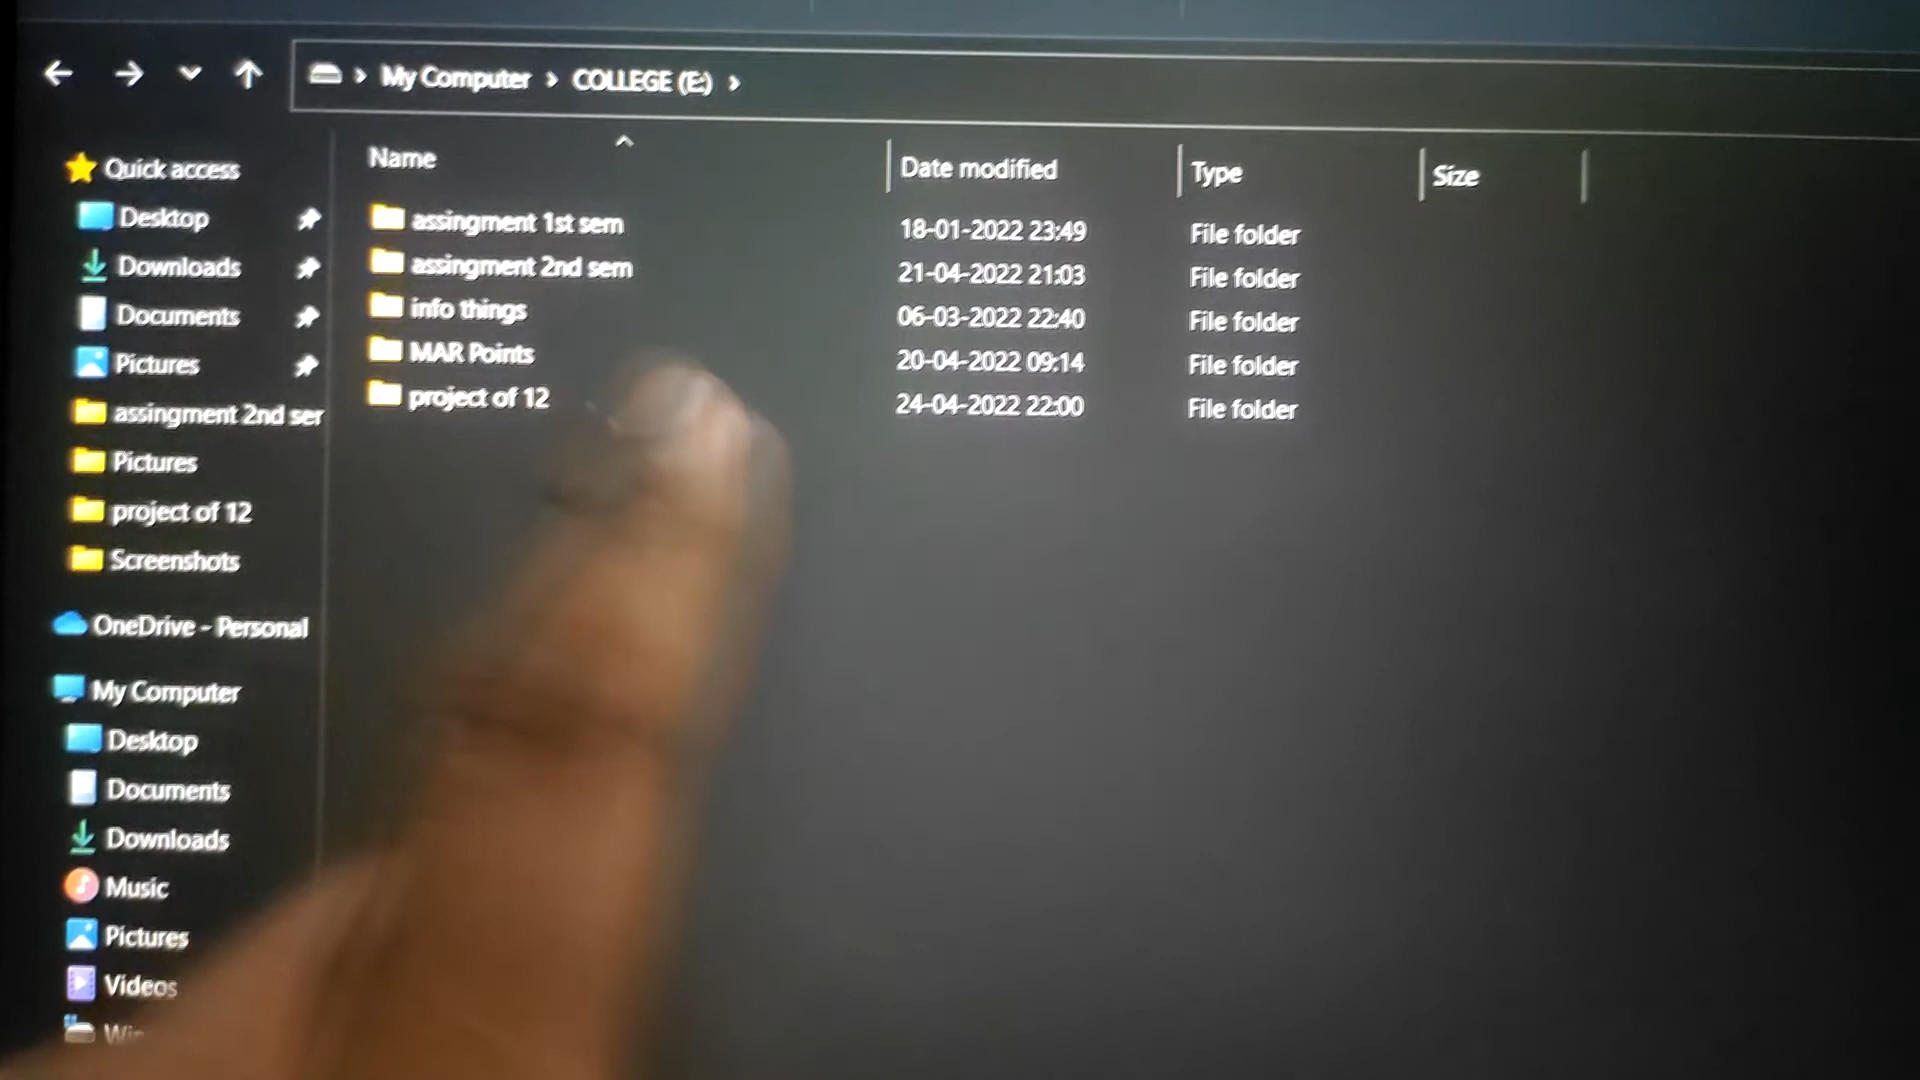 My Computer > COLLEGE (E:) >
Name Date modified Type Size
assingment 1st sem 18-01-2022 23:49 File folder
assingment 2nd sem 21-04-2022 21:03 File folder
info things 06-03-2022 22:40 File folder
MAR Points 20-04-2022 09:14 File folder
project of 12 24-04-2022 22:00 File folder
Quick access
Desktop
Downloads
Documents
Pictures
assingment 2nd ser
Pictures
project of 12
Screenshots
OneDrive - Personal
My Computer
Desktop
Documents
Downloads
Music
Pictures
Videos